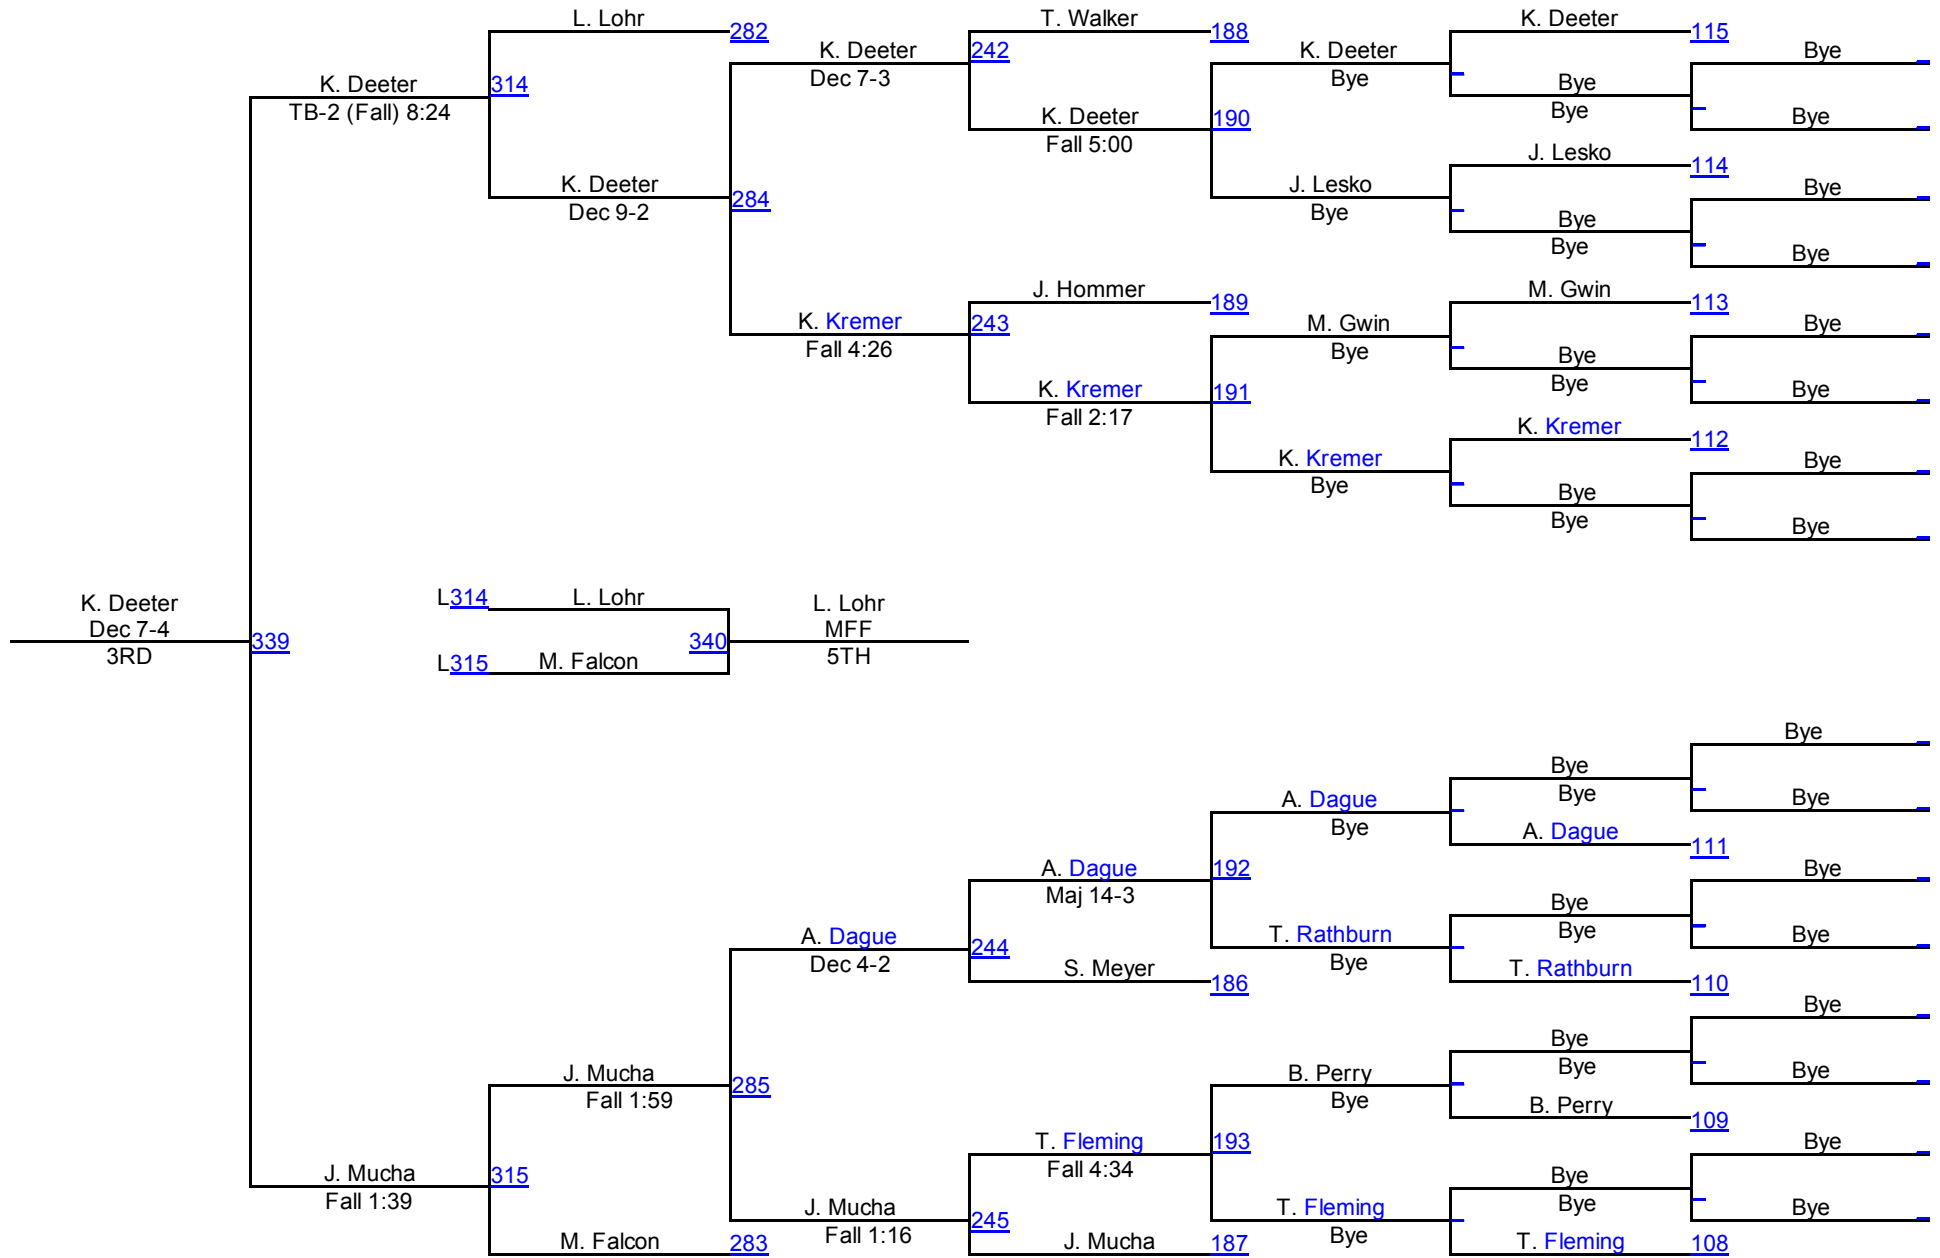 L. Lohr
282
T. Walker
188
K. Deeter
115
K. Deeter
Dec 7-3
242
K. Deeter
Bye
Bye
K. Deeter
TB-2 (Fall) 8:24
314
Bye
Bye
K. Deeter
Fall 5:00
190
Bye
J. Lesko
114
K. Deeter
Dec 9-2
284
J. Lesko
Bye
Bye
Bye
Bye
Bye
J. Hommer
189
M. Gwin
113
K. Kremer
Fall 4:26
243
M. Gwin
Bye
Bye
Bye
Bye
K. Kremer
Fall 2:17
191
Bye
K. Kremer
112
K. Kremer
Bye
Bye
Bye
Bye
Bye
K. Deeter
Dec 7-4
3RD
339
L314
L. Lohr
L315
M. Falcon
340
L. Lohr
MFF
5TH
Bye
Bye
Bye
A. Dague
Bye
Bye
A. Dague
111
A. Dague
Maj 14-3
192
Bye
Bye
Bye
A. Dague
Dec 4-2
244
T. Rathburn
Bye
Bye
S. Meyer
186
T. Rathburn
110
Bye
Bye
Bye
J. Mucha
Fall 1:59
285
B. Perry
Bye
Bye
B. Perry
109
T. Fleming
Fall 4:34
193
Bye
J. Mucha
Fall 1:39
315
Bye
Bye
J. Mucha
Fall 1:16
245
T. Fleming
Bye
Bye
M. Falcon
283
J. Mucha
187
T. Fleming
108